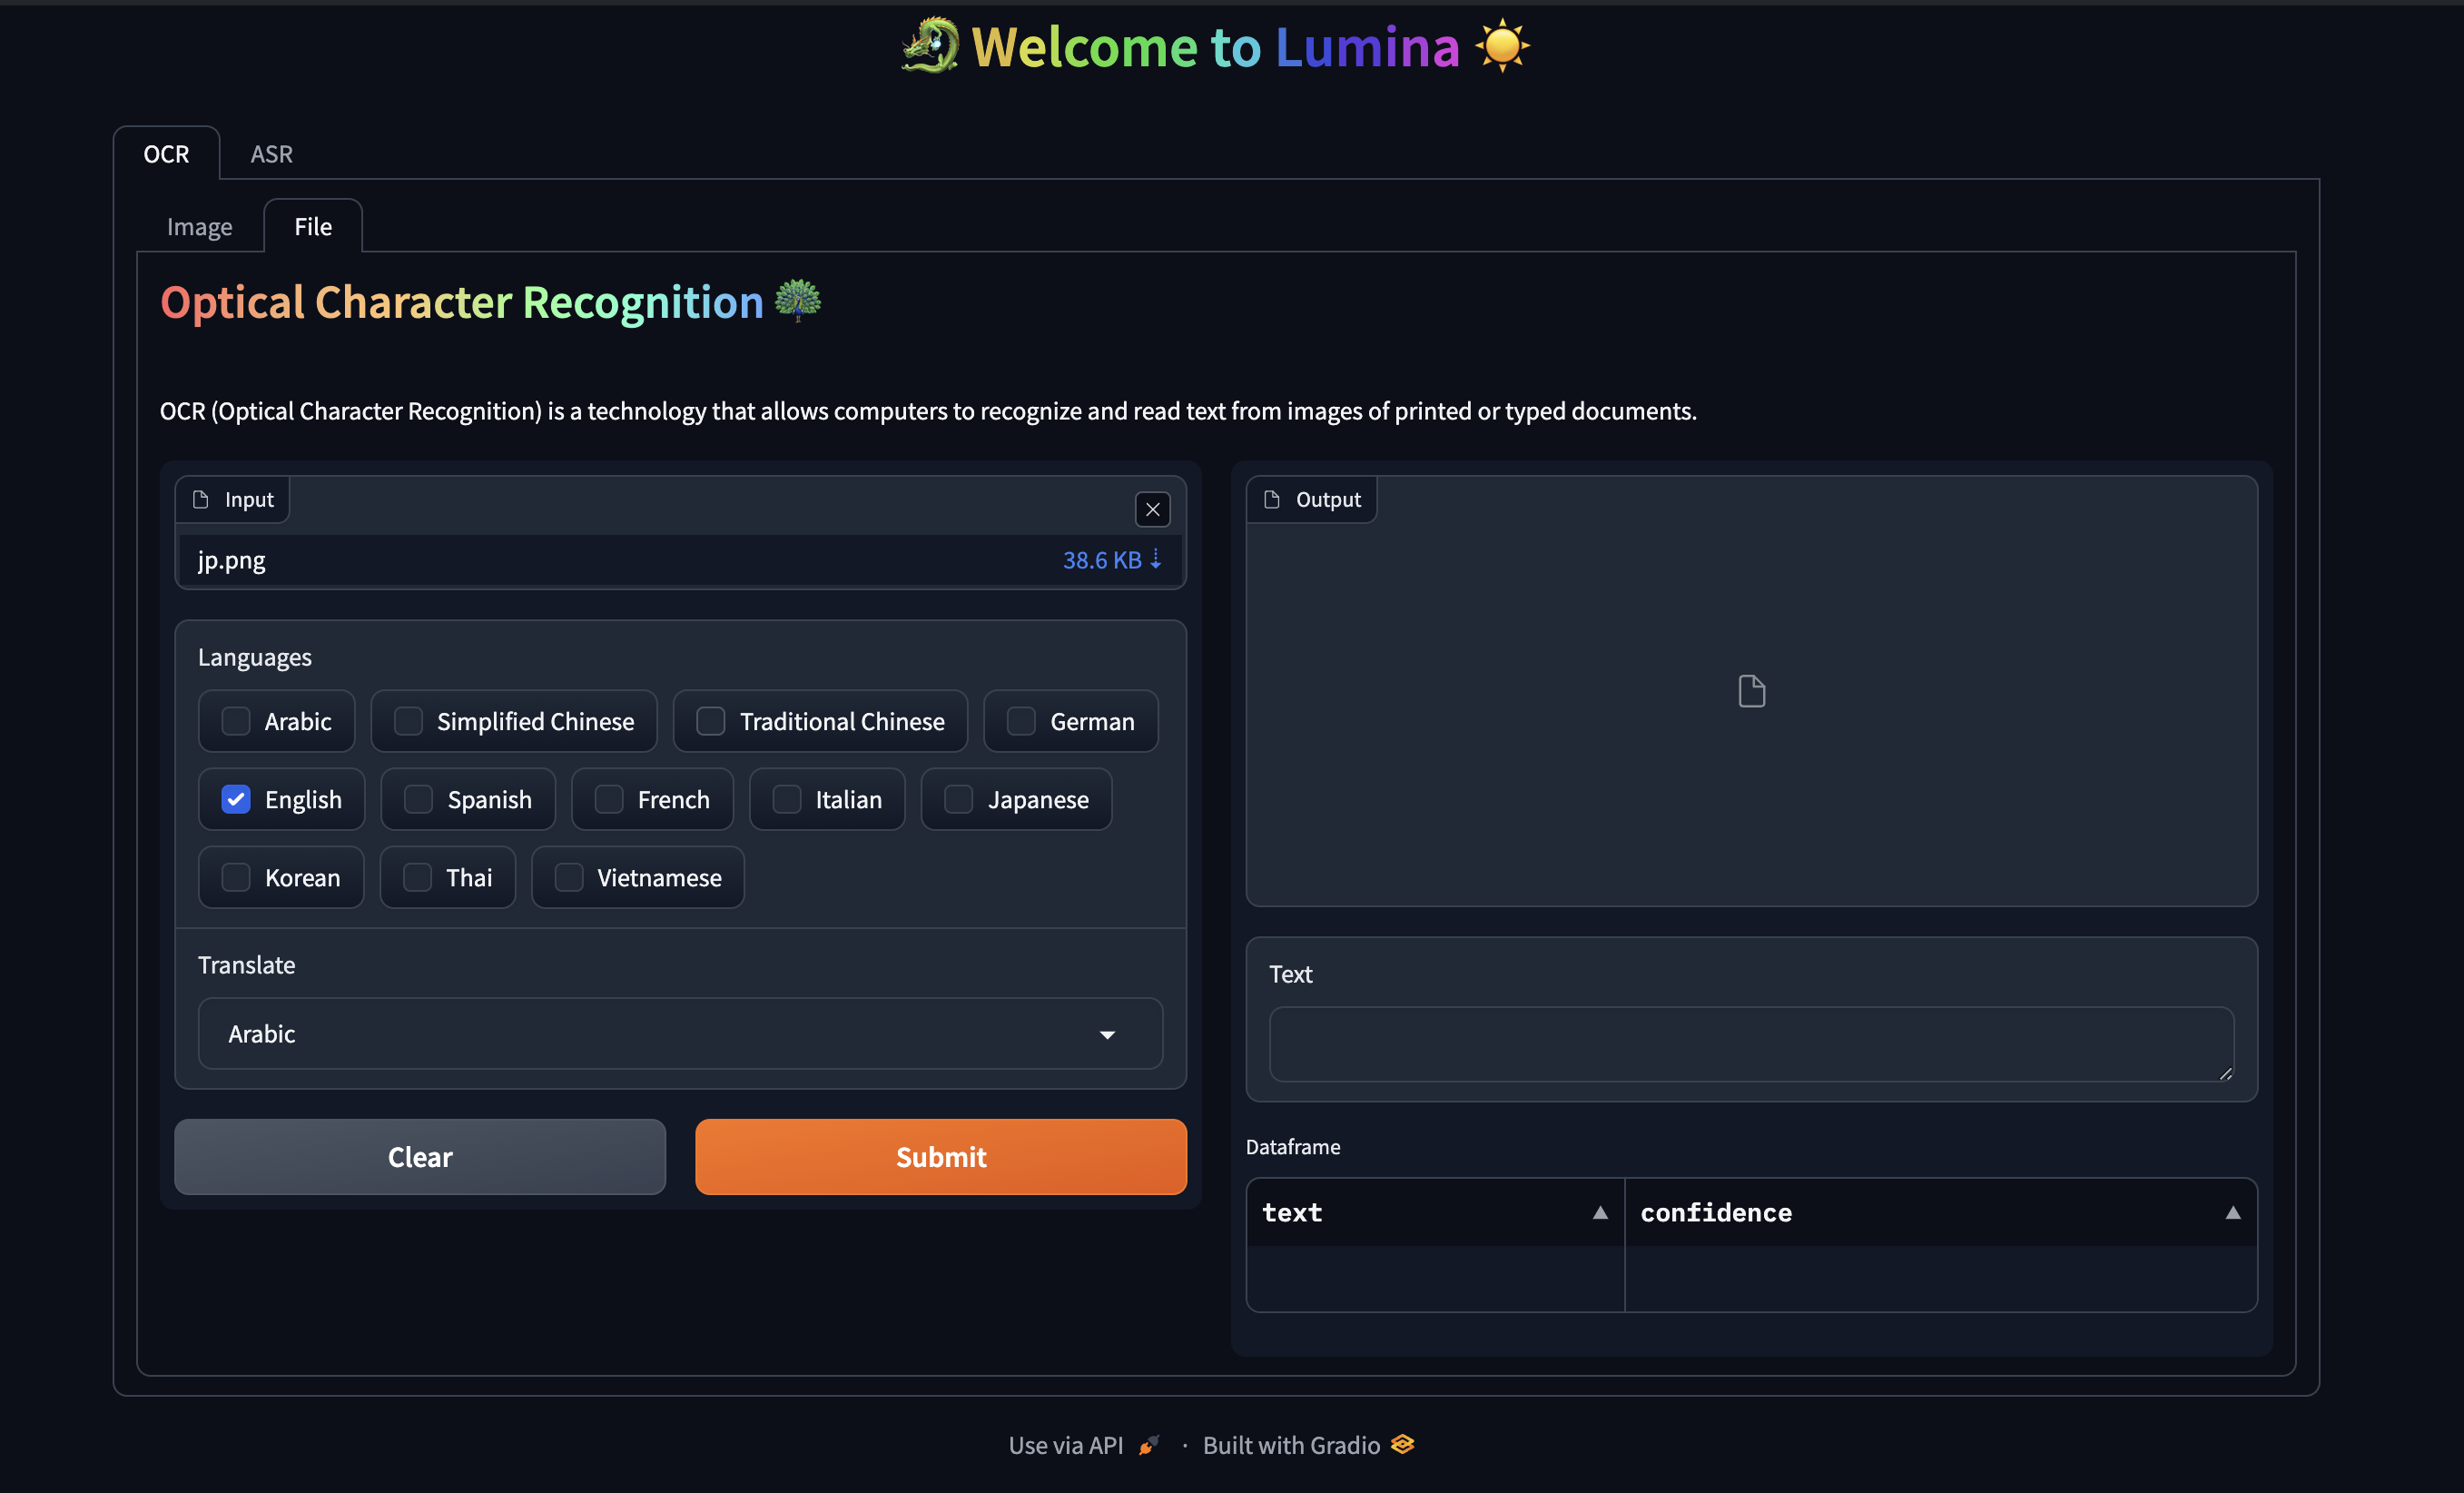 Welcome to Lumina
OCR
ASR
Image
File
Optical Character Recognition
OCR (Optical Character Recognition) is a technology that allows computers to recognize and read text from images of printed or typed documents.
Input
jp.png
38.6 KB ⇣
Languages
Arabic
Simplified Chinese
Traditional Chinese
German
English
Spanish
French
Italian
Japanese
Korean
Thai
Vietnamese
Translate
Arabic
Clear
Submit
Output
Text
Dataframe
text
confidence
Use via API
·
Built with Gradio